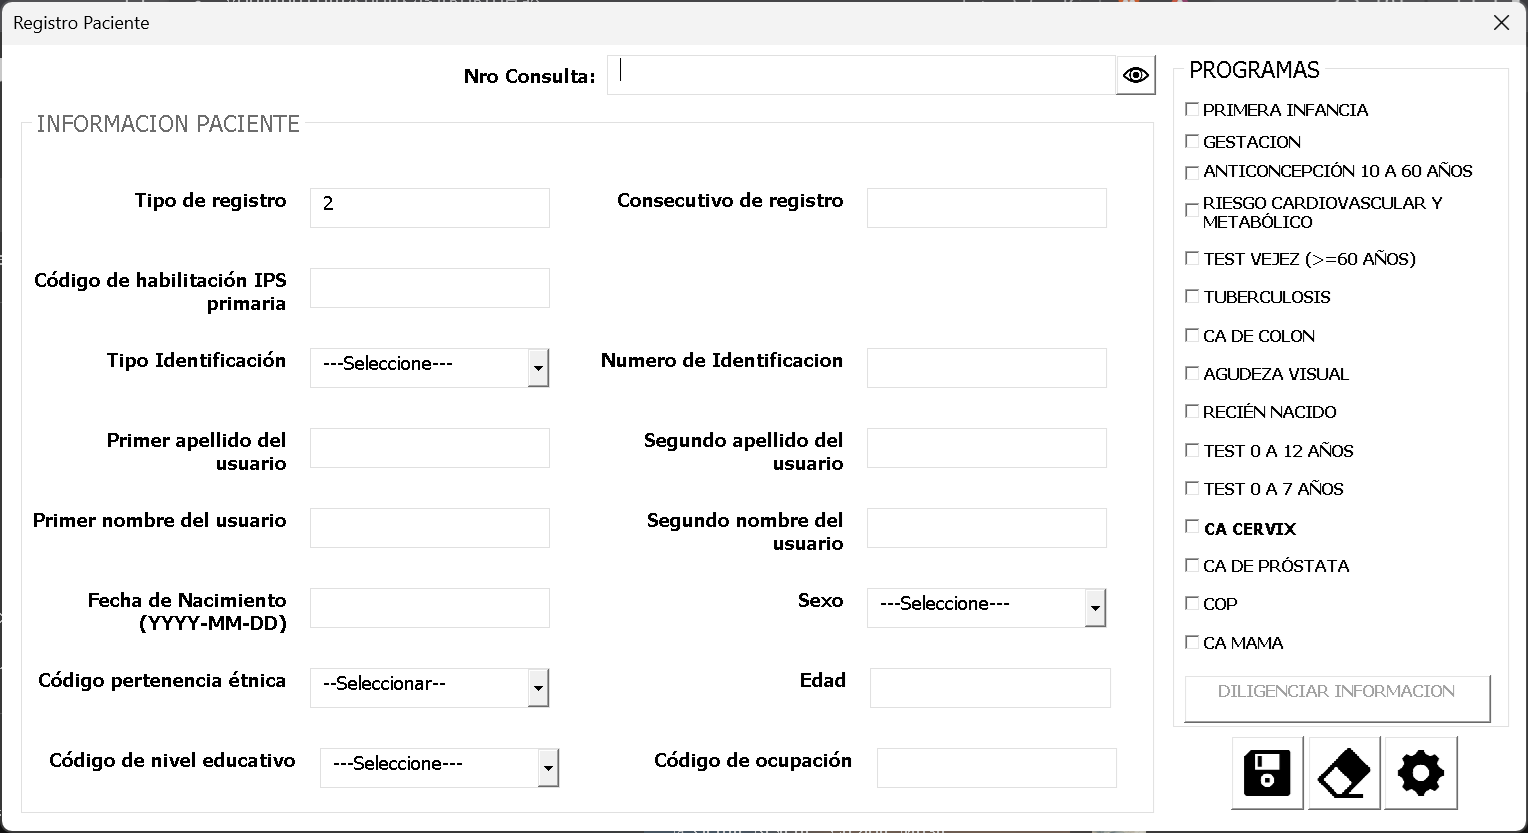 Registro Paciente
Nro Consulta:
INFORMACION PACIENTE
Tipo de registro
2
Consecutivo de registro
Código de habilitación IPS
primaria
Tipo Identificación
---Seleccione---
Numero de Identificacion
Primer apellido del
usuario
Segundo apellido del
usuario
Primer nombre del usuario
Segundo nombre del
usuario
Fecha de Nacimiento
(YYYY-MM-DD)
Sexo
---Seleccione---
Código pertenencia étnica
--Seleccionar--
Edad
Código de nivel educativo
---Seleccione---
Código de ocupación
PROGRAMAS
PRIMERA INFANCIA
GESTACION
ANTICONCEPCIÓN 10 A 60 AÑOS
RIESGO CARDIOVASCULAR Y
METABÓLICO
TEST VEJEZ (>=60 AÑOS)
TUBERCULOSIS
CA DE COLON
AGUDEZA VISUAL
RECIÉN NACIDO
TEST 0 A 12 AÑOS
TEST 0 A 7 AÑOS
CA CERVIX
CA DE PRÓSTATA
COP
CA MAMA
DILIGENCIAR INFORMACION